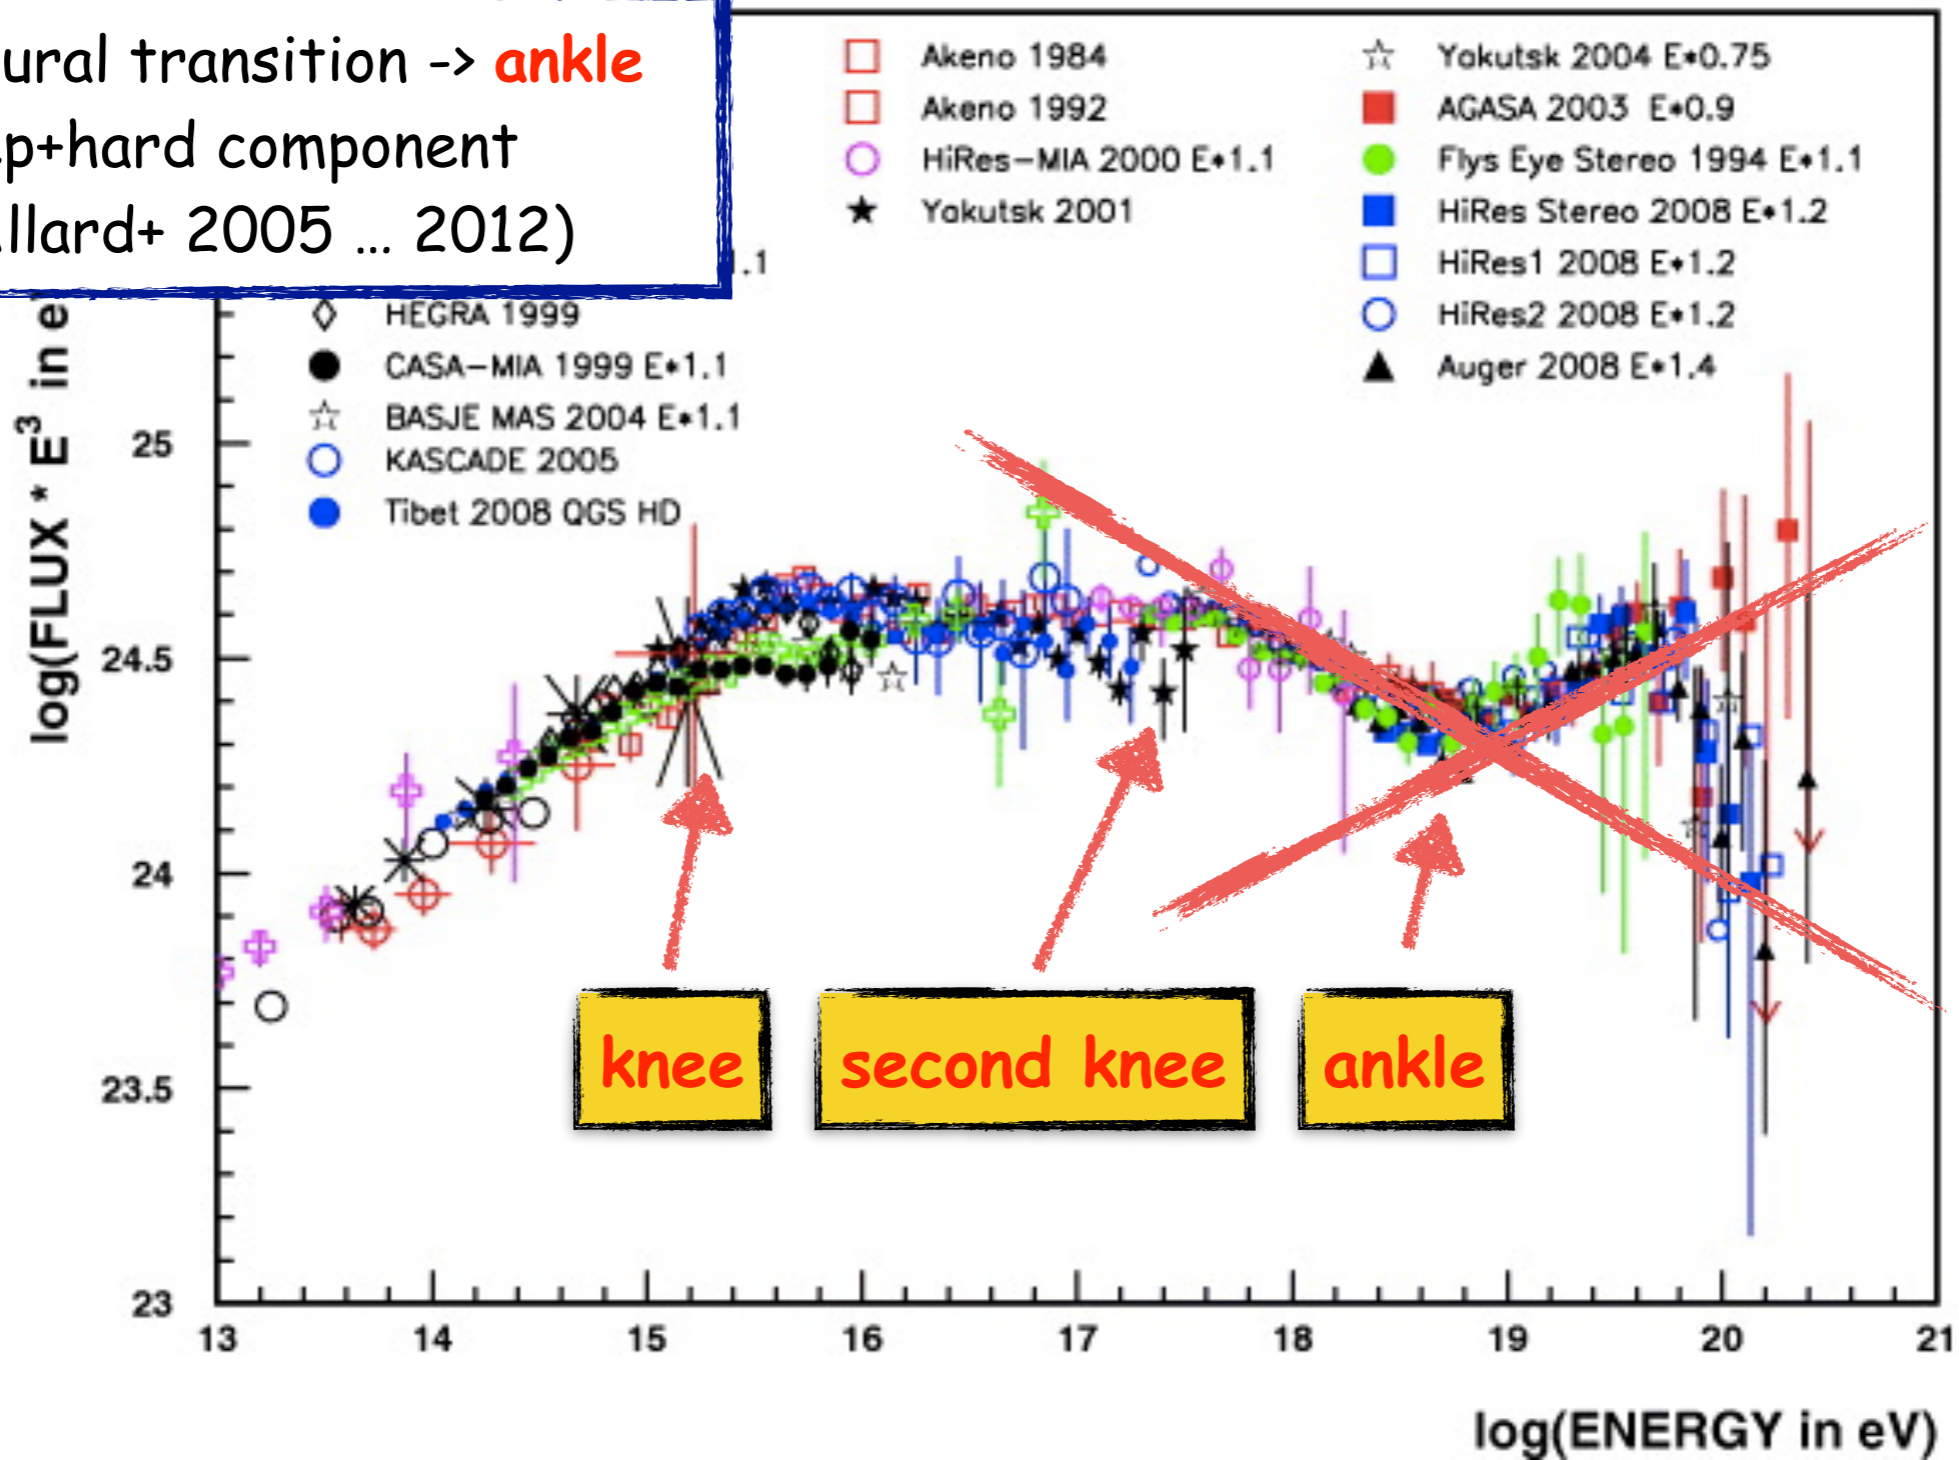 ural transition -> ankle
p+hard component
llard+ 2005 ... 2012)
.1
HEGRA 1999
CASA-MIA 1999 E*1.1
BASJE MAS 2004 E*1.1
KASCADE 2005
Tibet 2008 QGS HD
Akeno 1984
Akeno 1992
HiRes-MIA 2000 E*1.1
Yakutsk 2001
Yakutsk 2004 E*0.75
AGASA 2003 E*0.9
Flys Eye Stereo 1994 E*1.1
HiRes Stereo 2008 E*1.2
HiRes1 2008 E*1.2
HiRes2 2008 E*1.2
Auger 2008 E*1.4
log(FLUX * E³ in e
25
24.5
24
23.5
23
knee
second knee
ankle
13 14 15 16 17 18 19 20 21
log(ENERGY in eV)